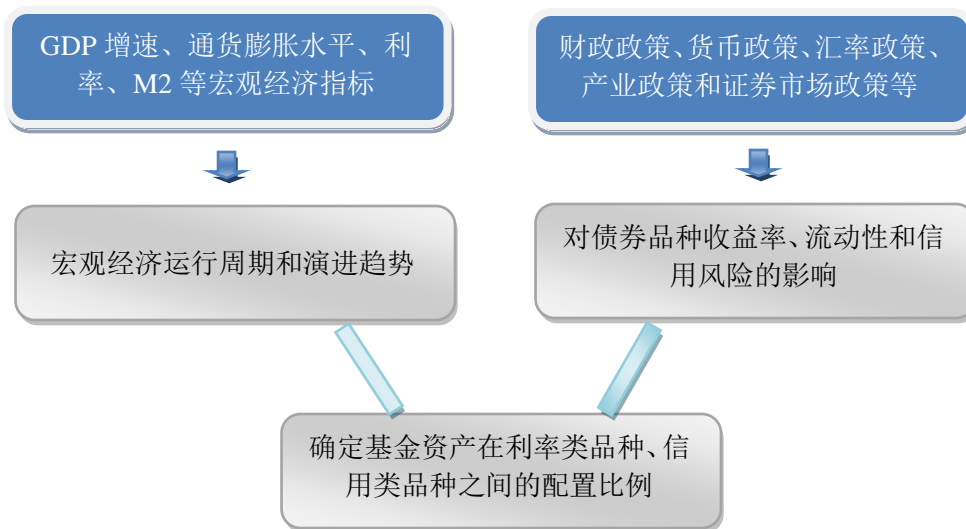 GDP 增速、通货膨胀水平、利
率、M2 等宏观经济指标
财政政策、货币政策、汇率政策、
产业政策和证券市场政策等
宏观经济运行周期和演进趋势
对债券品种收益率、流动性和信
用风险的影响
确定基金资产在利率类品种、信
用类品种之间的配置比例